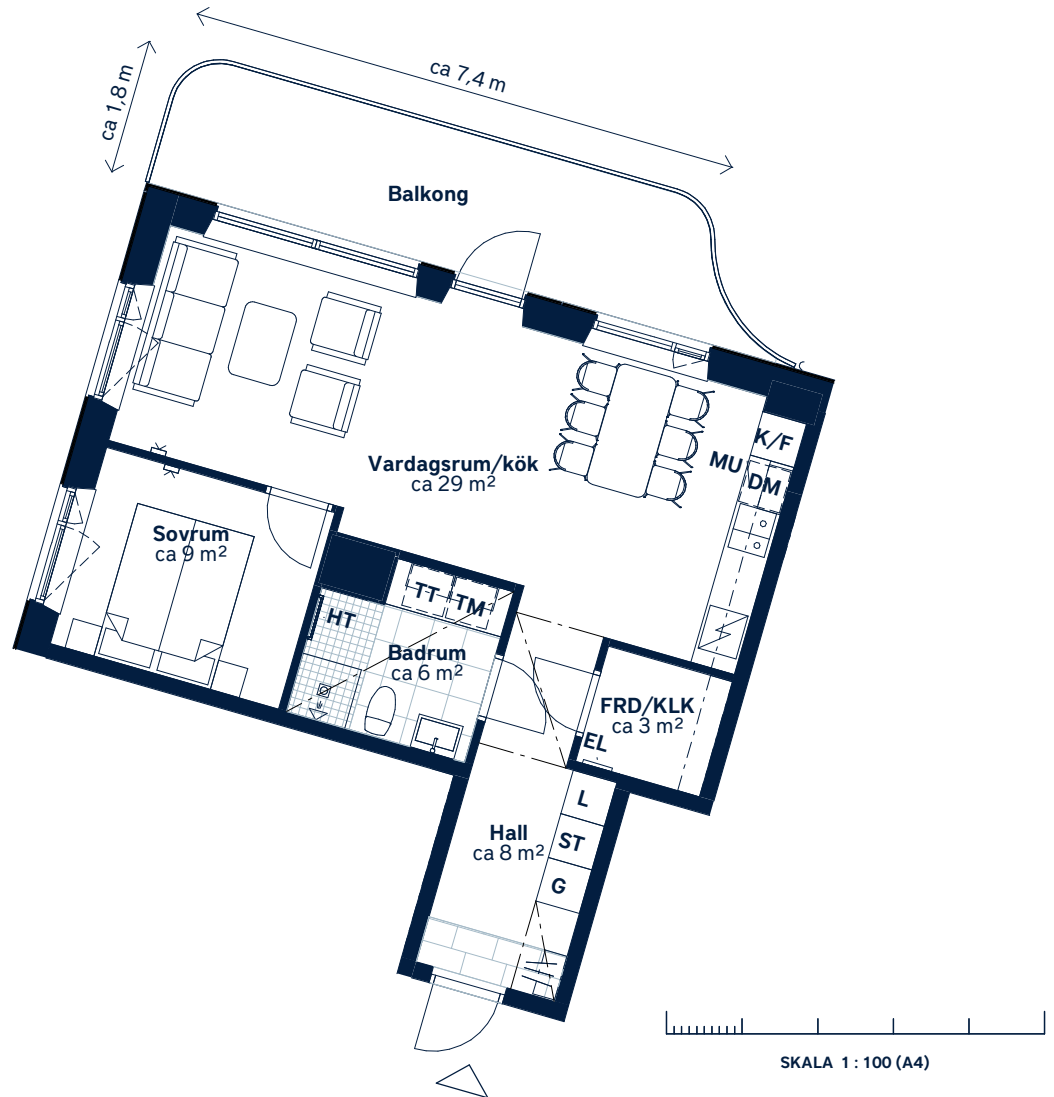 ca 7,4 m
ca 1,8 m
Balkong
K/F
MU
DM
Vardagsrum/kök
ca 29 m²
Sovrum
ca 9 m²
TT
TM
HT
Badrum
ca 6 m²
FRD/KLK
ca 3 m²
EL
L
ST
G
Hall
ca 8 m²
SKALA 1 : 100 (A4)